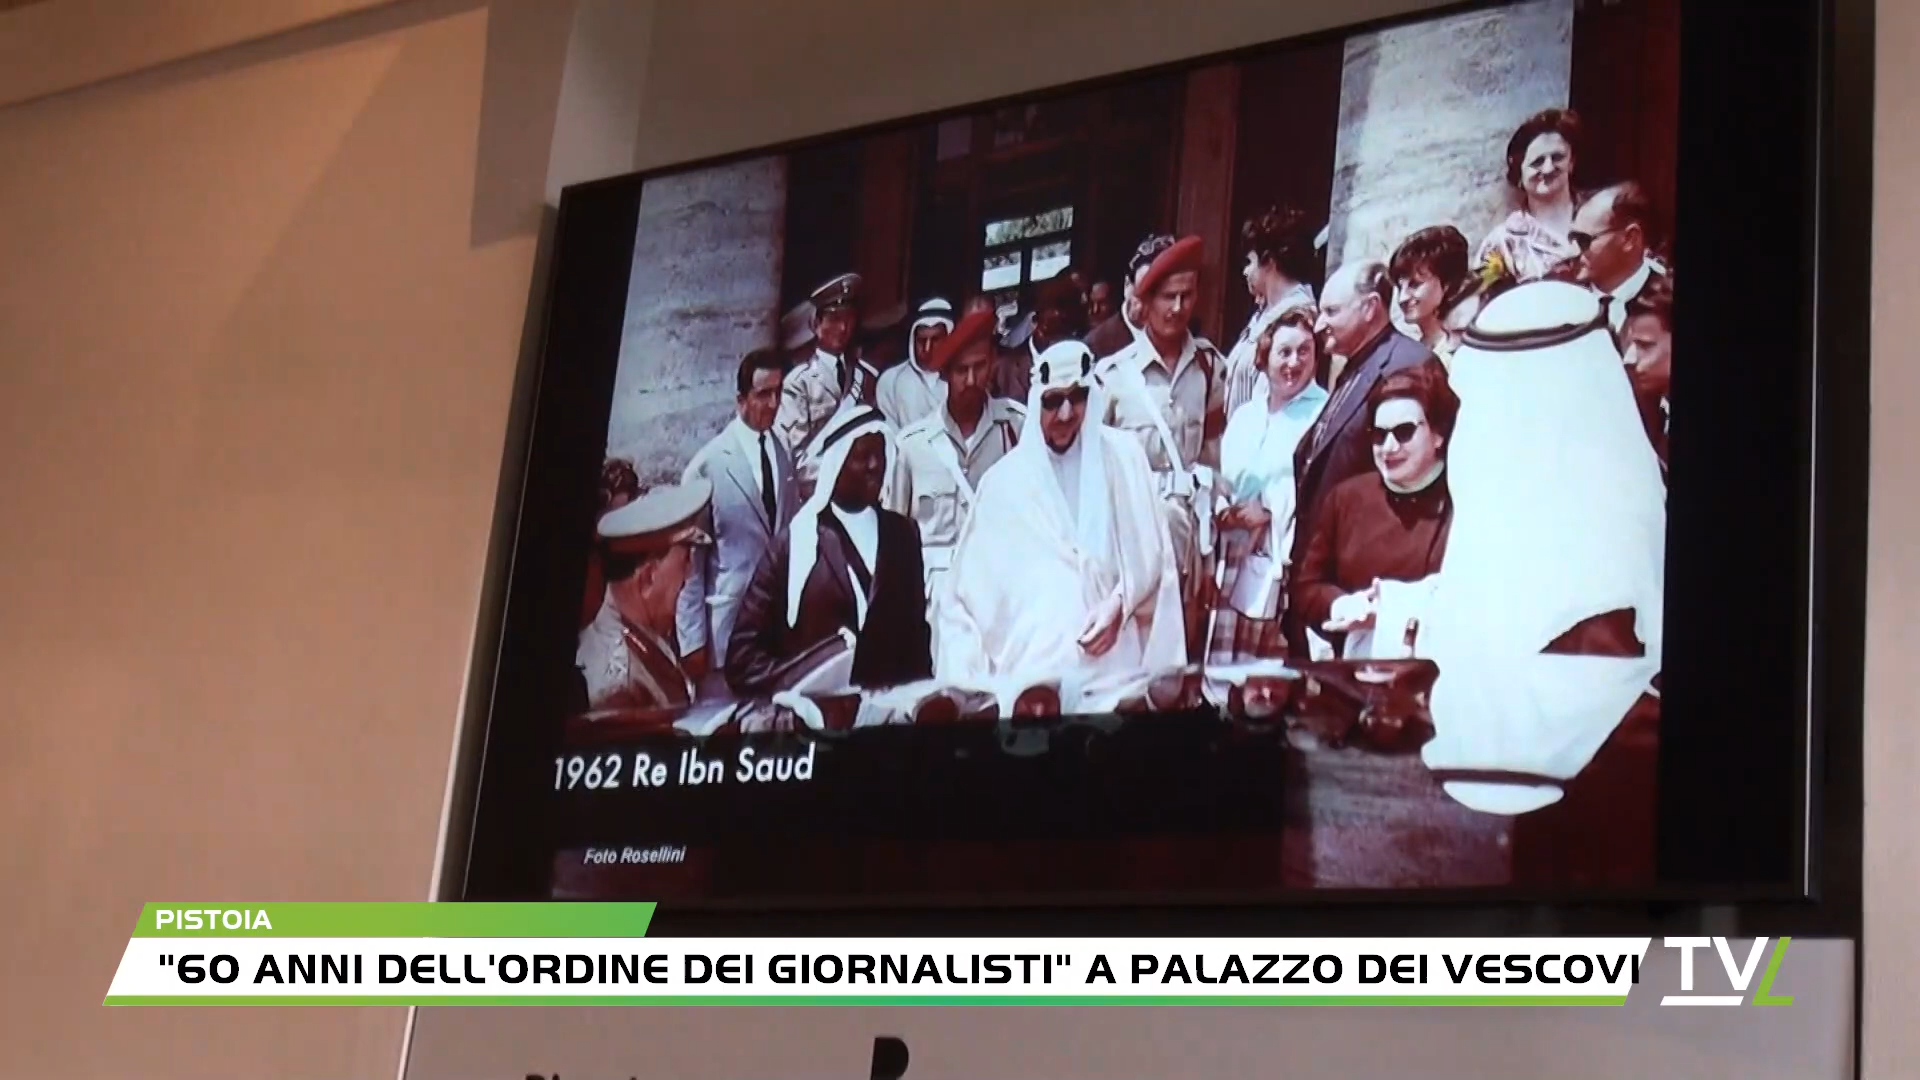 1962 Re Ibn Saud
Foto Rosellini
PISTOIA
"60 ANNI DELL'ORDINE DEI GIORNALISTI" A PALAZZO DEI VESCOVI
TVL